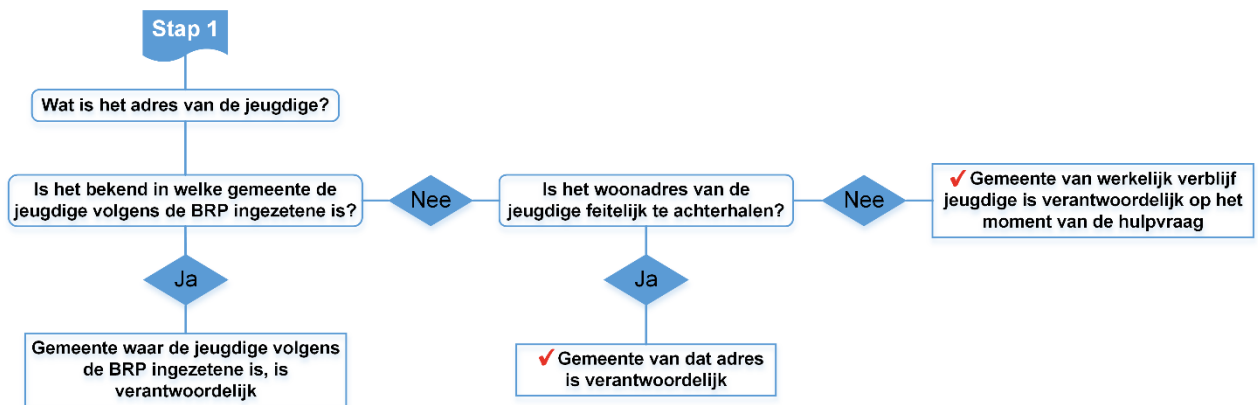 Stap 1
Wat is het adres van de jeugdige?
Is het bekend in welke gemeente de
jeugdige volgens de BRP ingezetene is?
Nee
Is het woonadres van de
jeugdige feitelijk te achterhalen?
Nee
✓ Gemeente van werkelijk verblijf
jeugdige is verantwoordelijk op het
moment van de hulpvraag
Ja
Gemeente waar de jeugdige volgens
de BRP ingezetene is, is
verantwoordelijk
Ja
✓ Gemeente van dat adres
is verantwoordelijk